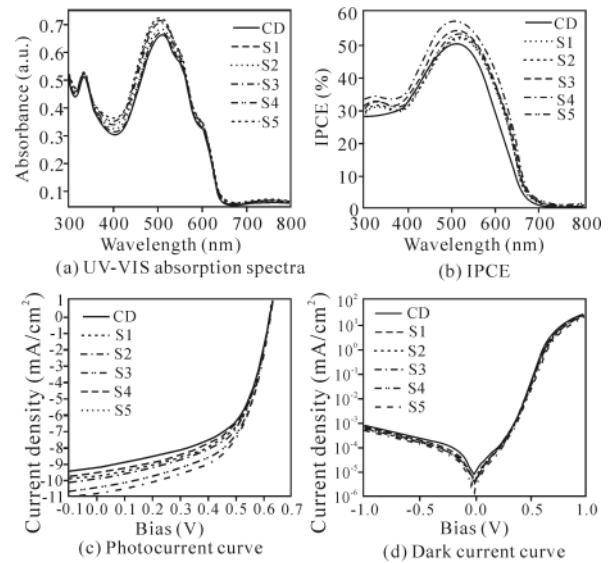 0.7
0.6
0.5
0.4
0.3
0.2
0.1
Absorbance (a.u.)
CD
S1
S2
S3
S4
S5
300 400 500 600 700 800
Wavelength (nm)
(a) UV-VIS absorption spectra
60
50
40
30
20
10
0
IPCE (%)
CD
S1
S2
S3
S4
S5
300 400 500 600 700 800
Wavelength (nm)
(b) IPCE
1
0
-1
-2
-3
-4
-5
-6
-7
-8
-9
-10
-11
Current density (mA/cm²)
CD
S1
S2
S3
S4
S5
-0.1 0.0 0.1 0.2 0.3 0.4 0.5 0.6 0.7
Bias (V)
(c) Photocurrent curve
10²
10¹
10⁰
10⁻¹
10⁻²
10⁻³
10⁻⁴
10⁻⁵
10⁻⁶
Current density (mA/cm²)
CD
S1
S2
S3
S4
S5
-1.0 -0.5 0.0 0.5 1.0
Bias (V)
(d) Dark current curve